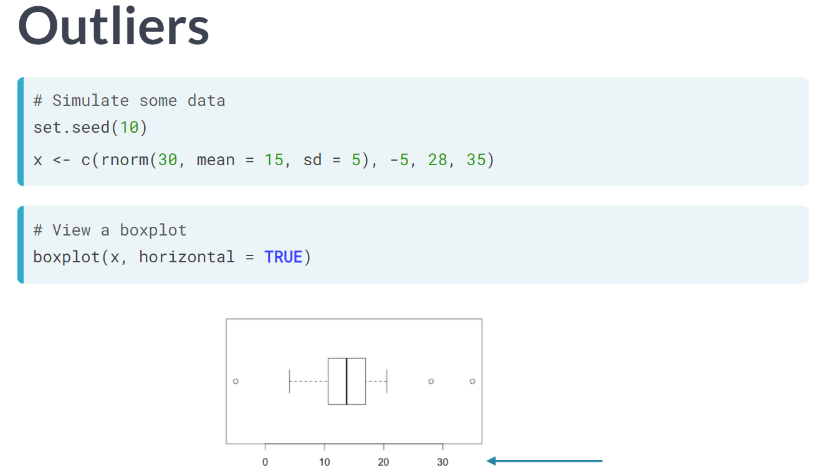 Outliers
# Simulate some data
set.seed(10)
x <- c(rnorm(30, mean = 15, sd = 5), -5, 28, 35)
# View a boxplot
boxplot(x, horizontal = TRUE)
0 10 20 30